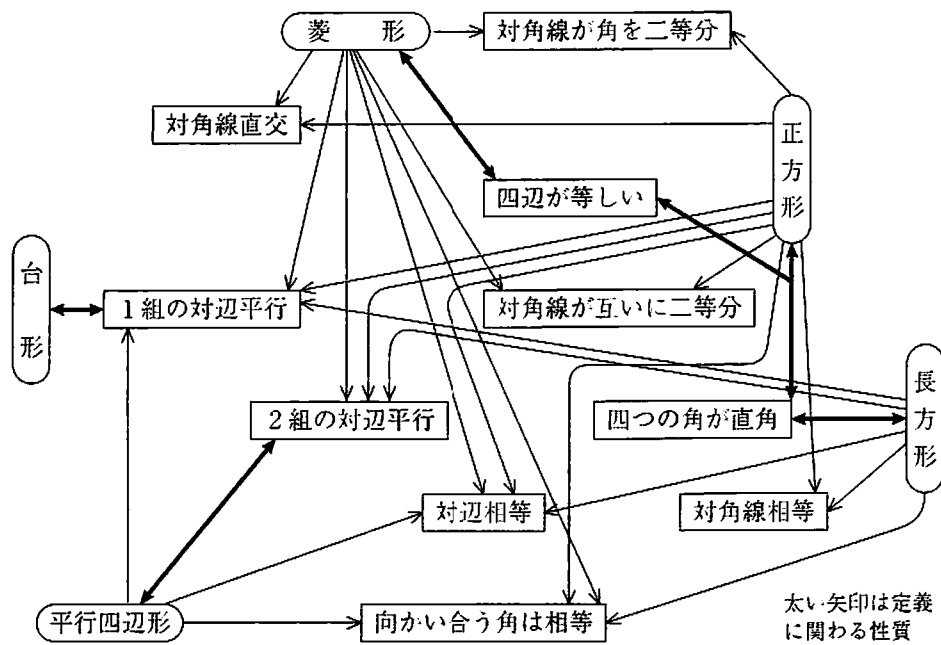 菱形
対角線が角を二等分
対角線直交
正方形
四辺が等しい
台形
1組の対辺平行
対角線が互いに二等分
長方形
2組の対辺平行
四つの角が直角
対辺相等
対角線相等
平行四辺形
向かい合う角は相等
太い矢印は定義
に関わる性質